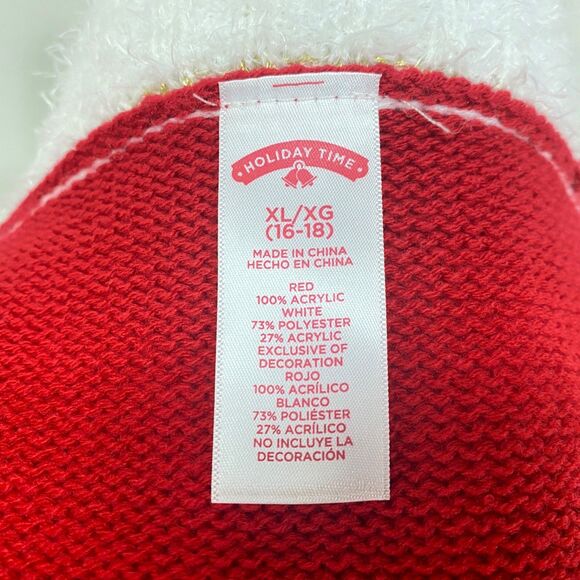 HOLIDAY TIME
XL/XG
(16-18)
MADE IN CHINA
HECHO EN CHINA
RED
100% ACRYLIC
WHITE
73% POLYESTER
27% ACRYLIC
EXCLUSIVE OF
DECORATION
ROJO
100% ACRÍLICO
BLANCO
73% POLIÉSTER
27% ACRÍLICO
NO INCLUYE LA
DECORACIÓN